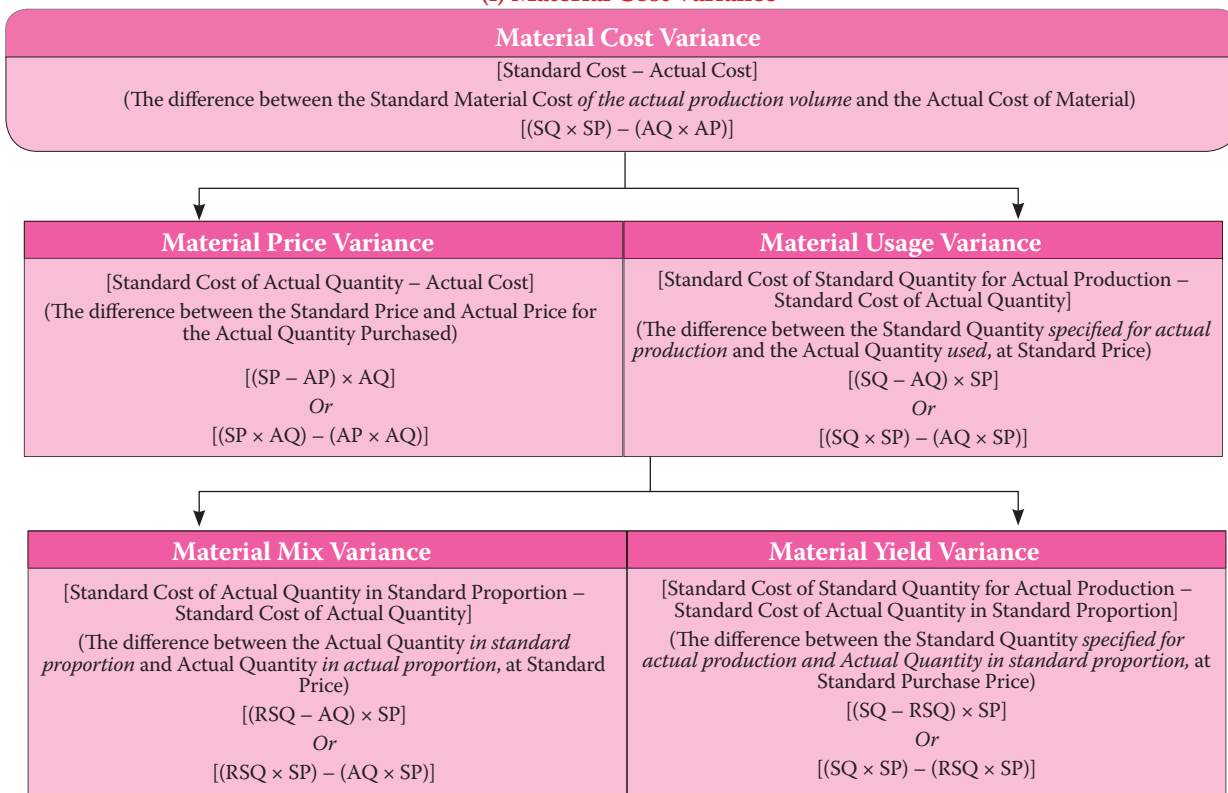 (i) Material Cost Variance
Material Cost Variance
[Standard Cost – Actual Cost]
(The difference between the Standard Material Cost of the actual production volume and the Actual Cost of Material)
[(SQ × SP) – (AQ × AP)]
Material Price Variance
[Standard Cost of Actual Quantity – Actual Cost]
(The difference between the Standard Price and Actual Price for
the Actual Quantity Purchased)
[(SP – AP) × AQ]
Or
[(SP × AQ) – (AP × AQ)]
Material Usage Variance
[Standard Cost of Standard Quantity for Actual Production –
Standard Cost of Actual Quantity]
(The difference between the Standard Quantity specified for actual
production and the Actual Quantity used, at Standard Price)
[(SQ – AQ) × SP]
Or
[(SQ × SP) – (AQ × SP)]
Material Mix Variance
[Standard Cost of Actual Quantity in Standard Proportion –
Standard Cost of Actual Quantity]
(The difference between the Actual Quantity in standard
proportion and Actual Quantity in actual proportion, at Standard
Price)
[(RSQ – AQ) × SP]
Or
[(RSQ × SP) – (AQ × SP)]
Material Yield Variance
[Standard Cost of Standard Quantity for Actual Production –
Standard Cost of Actual Quantity in Standard Proportion]
(The difference between the Standard Quantity specified for
actual production and Actual Quantity in standard proportion, at
Standard Purchase Price)
[(SQ – RSQ) × SP]
Or
[(SQ × SP) – (RSQ × SP)]